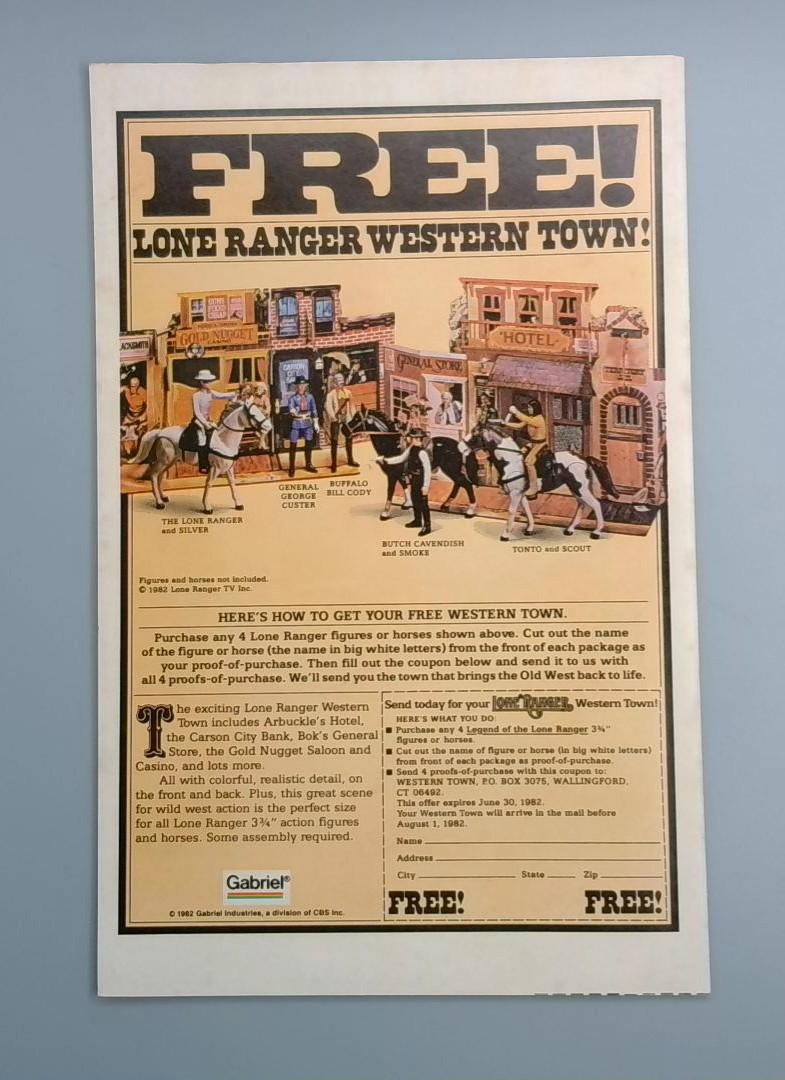 FREE!
LONE RANGER WESTERN TOWN!
GOLD NUGGET
ACKSMITH
CARSON
GENERAL STORE
"HOTEL"
GENERAL
GEORGE
CUSTER
BUFFALO
BILL CODY
THE LONE RANGER
and SILVER
BUTCH CAVENDISH
and SMOKE
TONTO and SCOUT
Figures and horses not included.
© 1982 Lone Ranger TV Inc.
HERE'S HOW TO GET YOUR FREE WESTERN TOWN.
Purchase any 4 Lone Ranger figures or horses shown above. Cut out the name
of the figure or horse (the name in big white letters) from the front of each package as
your proof-of-purchase. Then fill out the coupon below and send it to us with
all 4 proofs-of-purchase. We'll send you the town that brings the Old West back to life.
The exciting Lone Ranger Western
Town includes Arbuckle's Hotel,
the Carson City Bank, Bok's General
Store, the Gold Nugget Saloon and
Casino, and lots more.
All with colorful, realistic detail, on
the front and back. Plus, this great scene
for wild west action is the perfect size
for all Lone Ranger 3¾" action figures
and horses. Some assembly required.
Gabriel®
© 1982 Gabriel Industries, a division of CBS Inc.
Send today for your LONE RANGER Western Town!
HERE'S WHAT YOU DO:
■ Purchase any 4 Legend of the Lone Ranger 3¾"
figures or horses.
■ Cut out the name of figure or horse (in big white letters)
from front of each package as proof-of-purchase.
■ Send 4 proofs-of-purchase with this coupon to:
WESTERN TOWN, P.O. BOX 3075, WALLINGFORD,
CT 06492.
This offer expires June 30, 1982.
Your Western Town will arrive in the mail before
August 1, 1982.
Name
Address
City State Zip
FREE! FREE!